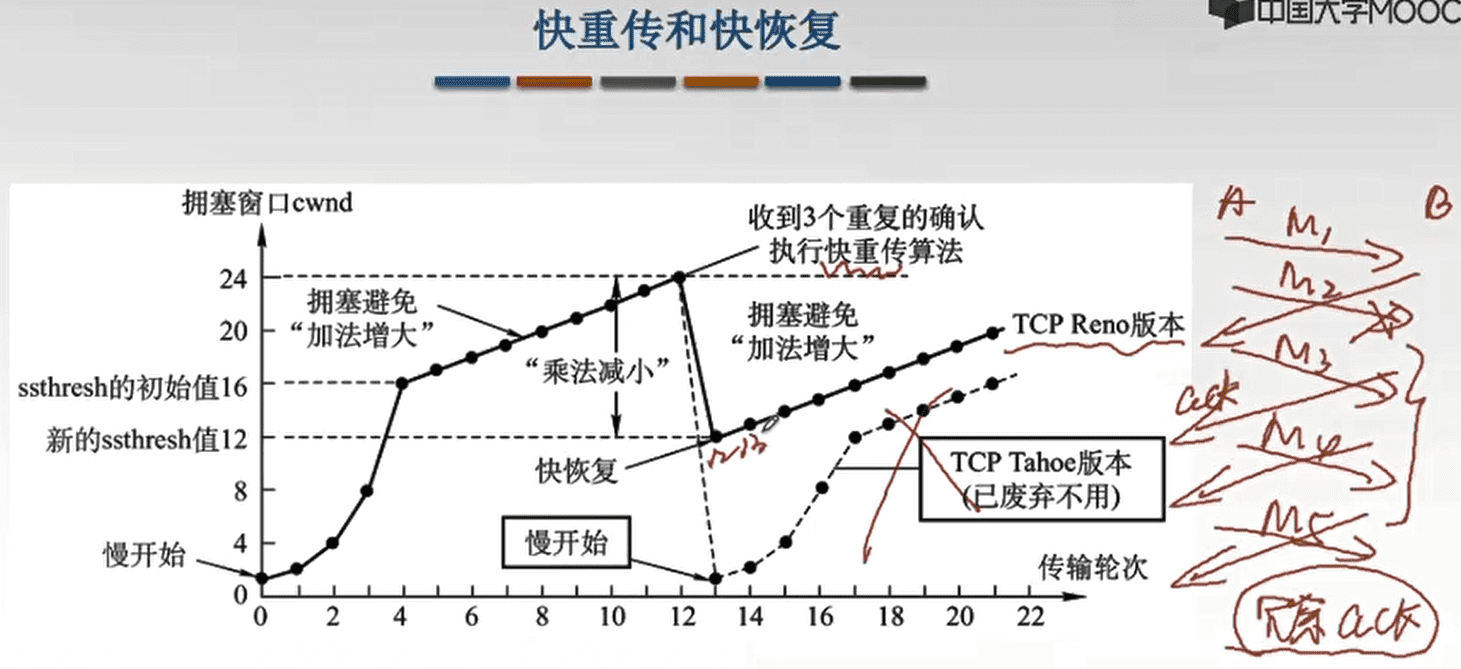 快重传和快恢复
中国大学MOOC
拥塞窗口cwnd
收到3个重复的确认
执行快重传算法
24
拥塞避免
“加法增大”
拥塞避免
“加法增大”
20
TCP Reno版本
“乘法减小”
ssthresh的初始值16
新的ssthresh值12
快恢复
12 13
TCP Tahoe版本
(已废弃不用)
8
慢开始
4
慢开始
传输轮次
0
0 2 4 6 8 10 12 14 16 18 20 22
A B
M1
M2
M3
ack
M4
M5
冗余ack